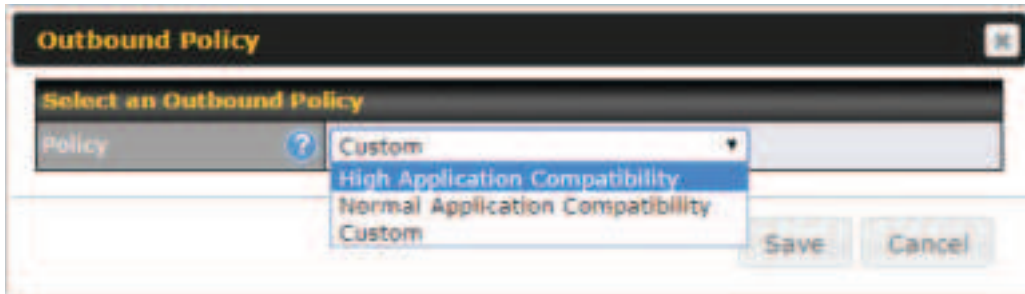 Outbound Policy
Select an Outbound Policy
Policy ? Custom
High Application Compatibility
Normal Application Compatibility
Custom
Save Cancel